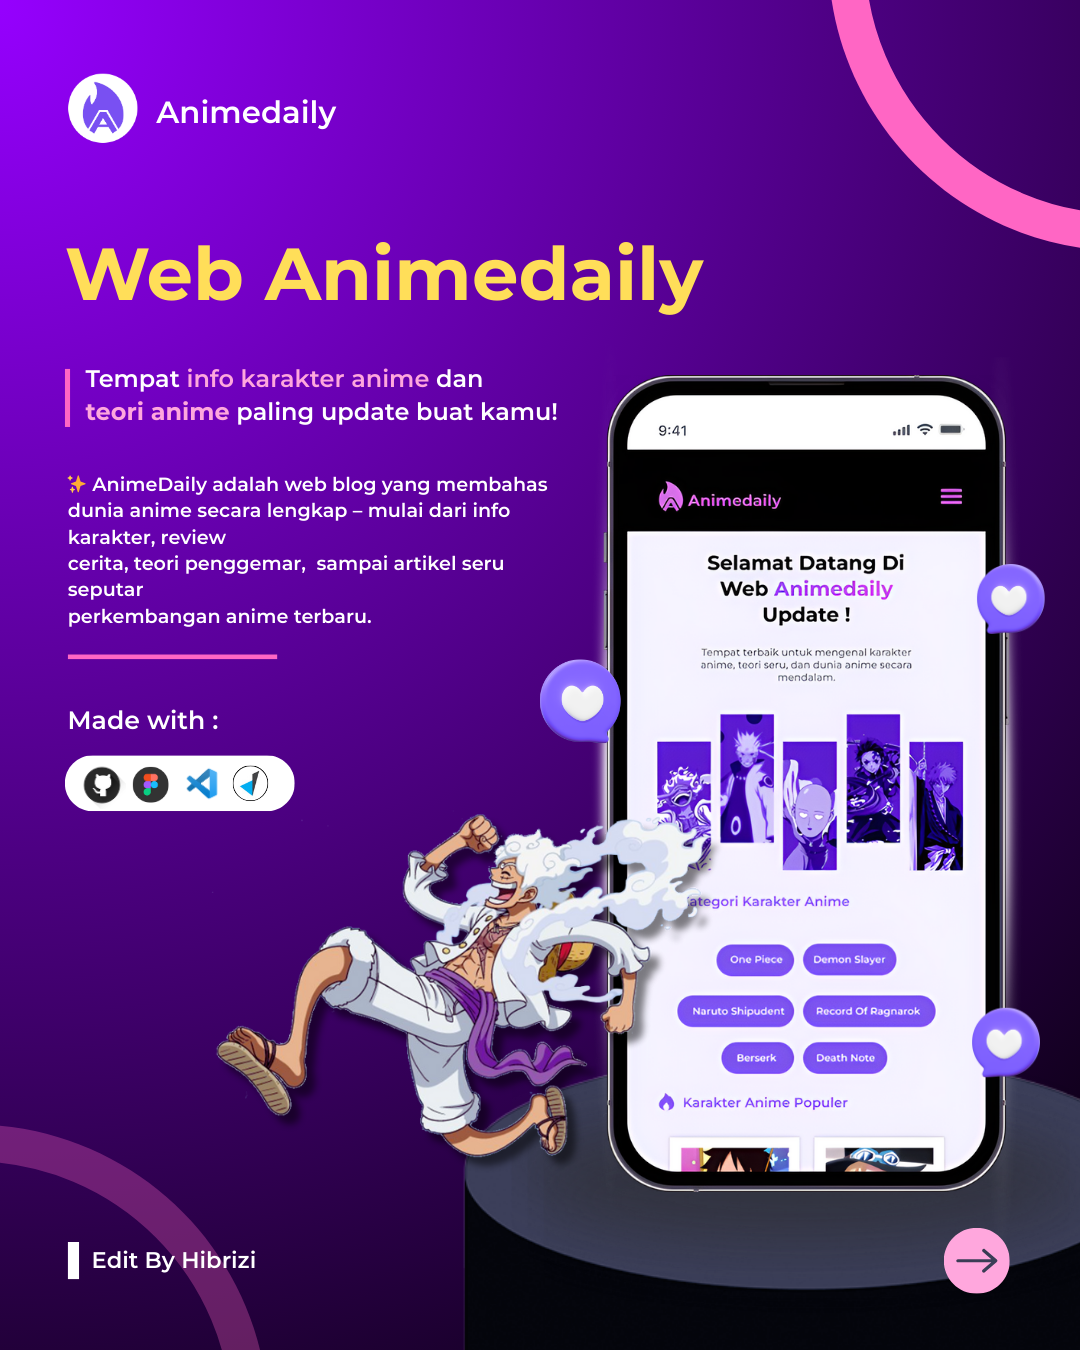 Animedaily
Web Animedaily
Tempat info karakter anime dan
teori anime paling update buat kamu!
✨ AnimeDaily adalah web blog yang membahas
dunia anime secara lengkap – mulai dari info
karakter, review
cerita, teori penggemar,  sampai artikel seru
seputar
perkembangan anime terbaru.
Made with :
9:41
Animedaily
Selamat Datang Di
Web Animedaily
Update !
Tempat terbaik untuk mengenal karakter
anime, teori seru, dan dunia anime secara
mendalam.
ategori Karakter Anime
One Piece
Demon Slayer
Naruto Shipudent
Record Of Ragnarok
Berserk
Death Note
Karakter Anime Populer
Edit By Hibrizi